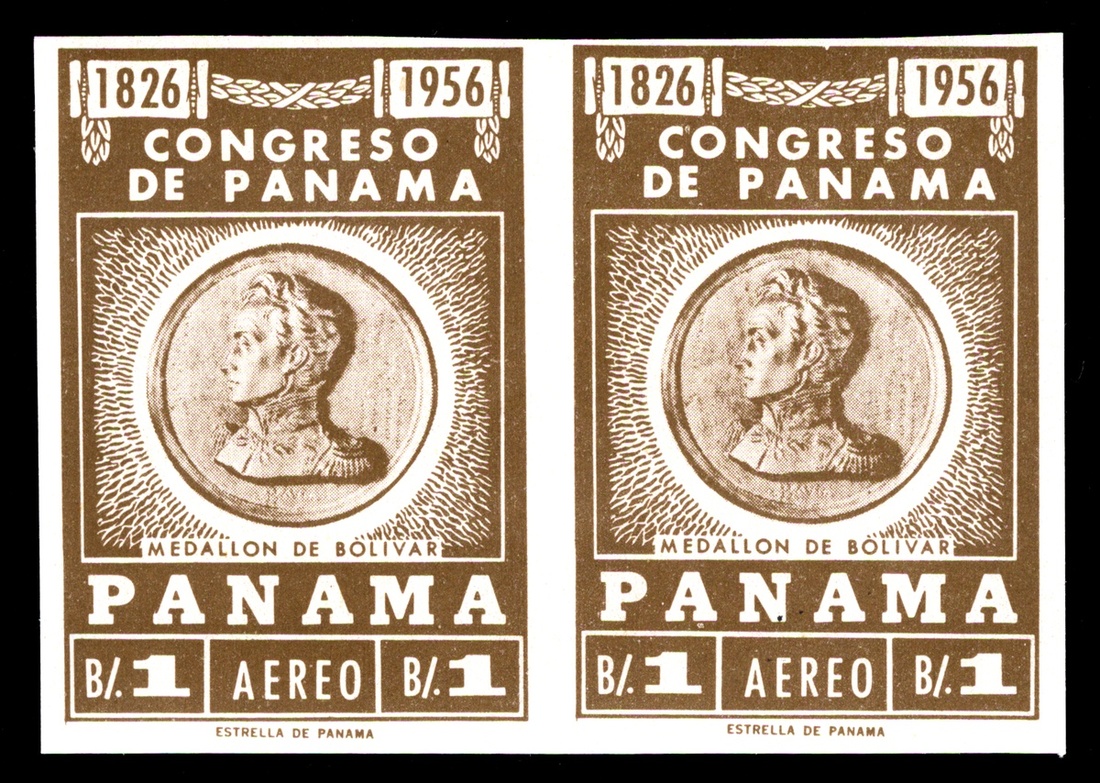 1826 1956
CONGRESO
DE PANAMA
MEDALLON DE BOLIVAR
PANAMA
B/.1 AEREO B/.1
ESTRELLA DE PANAMA
1826 1956
CONGRESO
DE PANAMA
MEDALLON DE BOLIVAR
PANAMA
B/.1 AEREO B/.1
ESTRELLA DE PANAMA